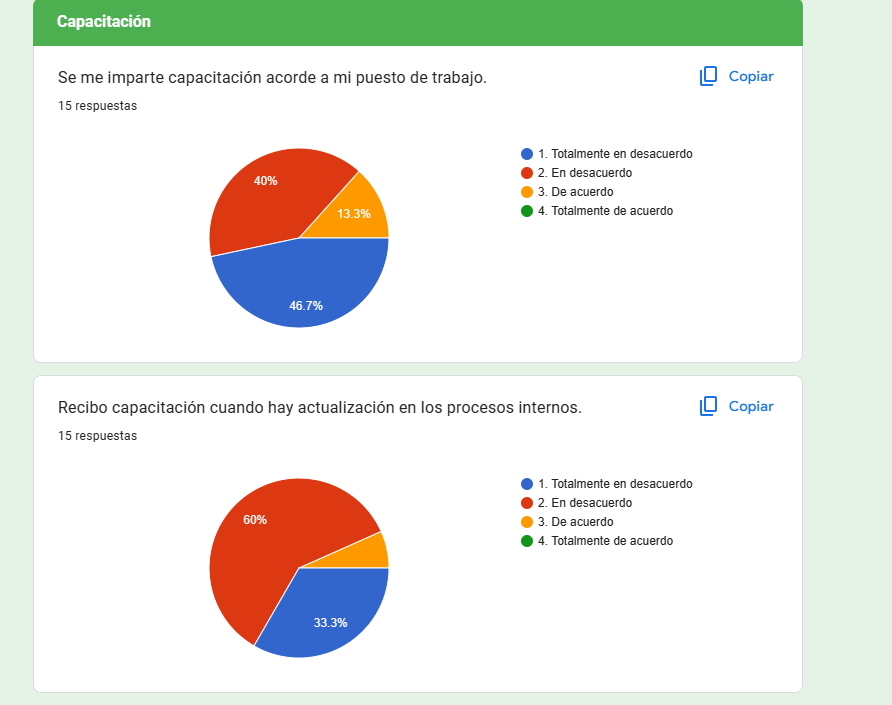 Capacitación
Se me imparte capacitación acorde a mi puesto de trabajo.
Copiar
15 respuestas
40%
13.3%
46.7%
1. Totalmente en desacuerdo
2. En desacuerdo
3. De acuerdo
4. Totalmente de acuerdo
Recibo capacitación cuando hay actualización en los procesos internos.
Copiar
15 respuestas
60%
33.3%
1. Totalmente en desacuerdo
2. En desacuerdo
3. De acuerdo
4. Totalmente de acuerdo